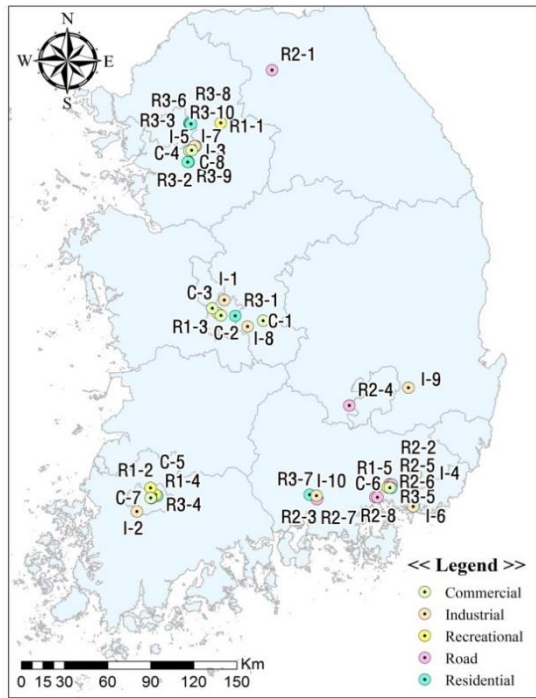 N
W E
S
R2-1
R3-6 R3-8
R3-3 R3-10
R1-1
I-5 I-7
C-4 I-3
C-8
R3-2 R3-9
I-1
C-3 R3-1
C-1
R1-3 C-2
I-8
R2-4 I-9
R2-2
R1-5 R2-5 I-4
C-6 R2-6
R3-5
R3-7 I-10
R2-3 R2-7 R2-8 I-6
C-5
R1-2 R1-4
C-7 R3-4
I-2
<< Legend >>
Commercial
Industrial
Recreational
Road
Residential
Km
0 15 30 60 90 120 150